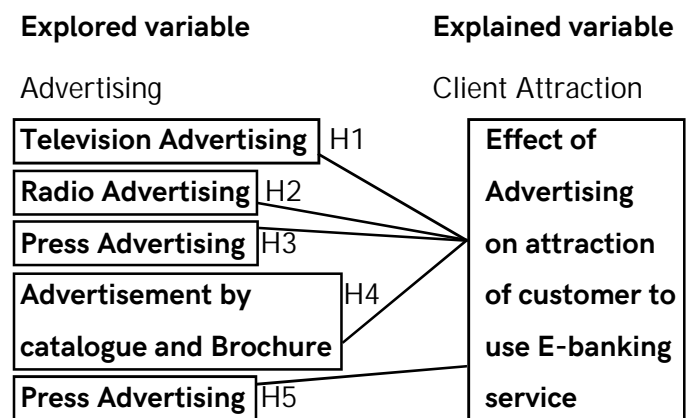 Explored variable
Explained variable
Advertising
Client Attraction
Television Advertising H1
Radio Advertising H2
Press Advertising H3
Advertisement by H4
catalogue and Brochure
Press Advertising H5
Effect of
Advertising
on attraction
of customer to
use E-banking
service